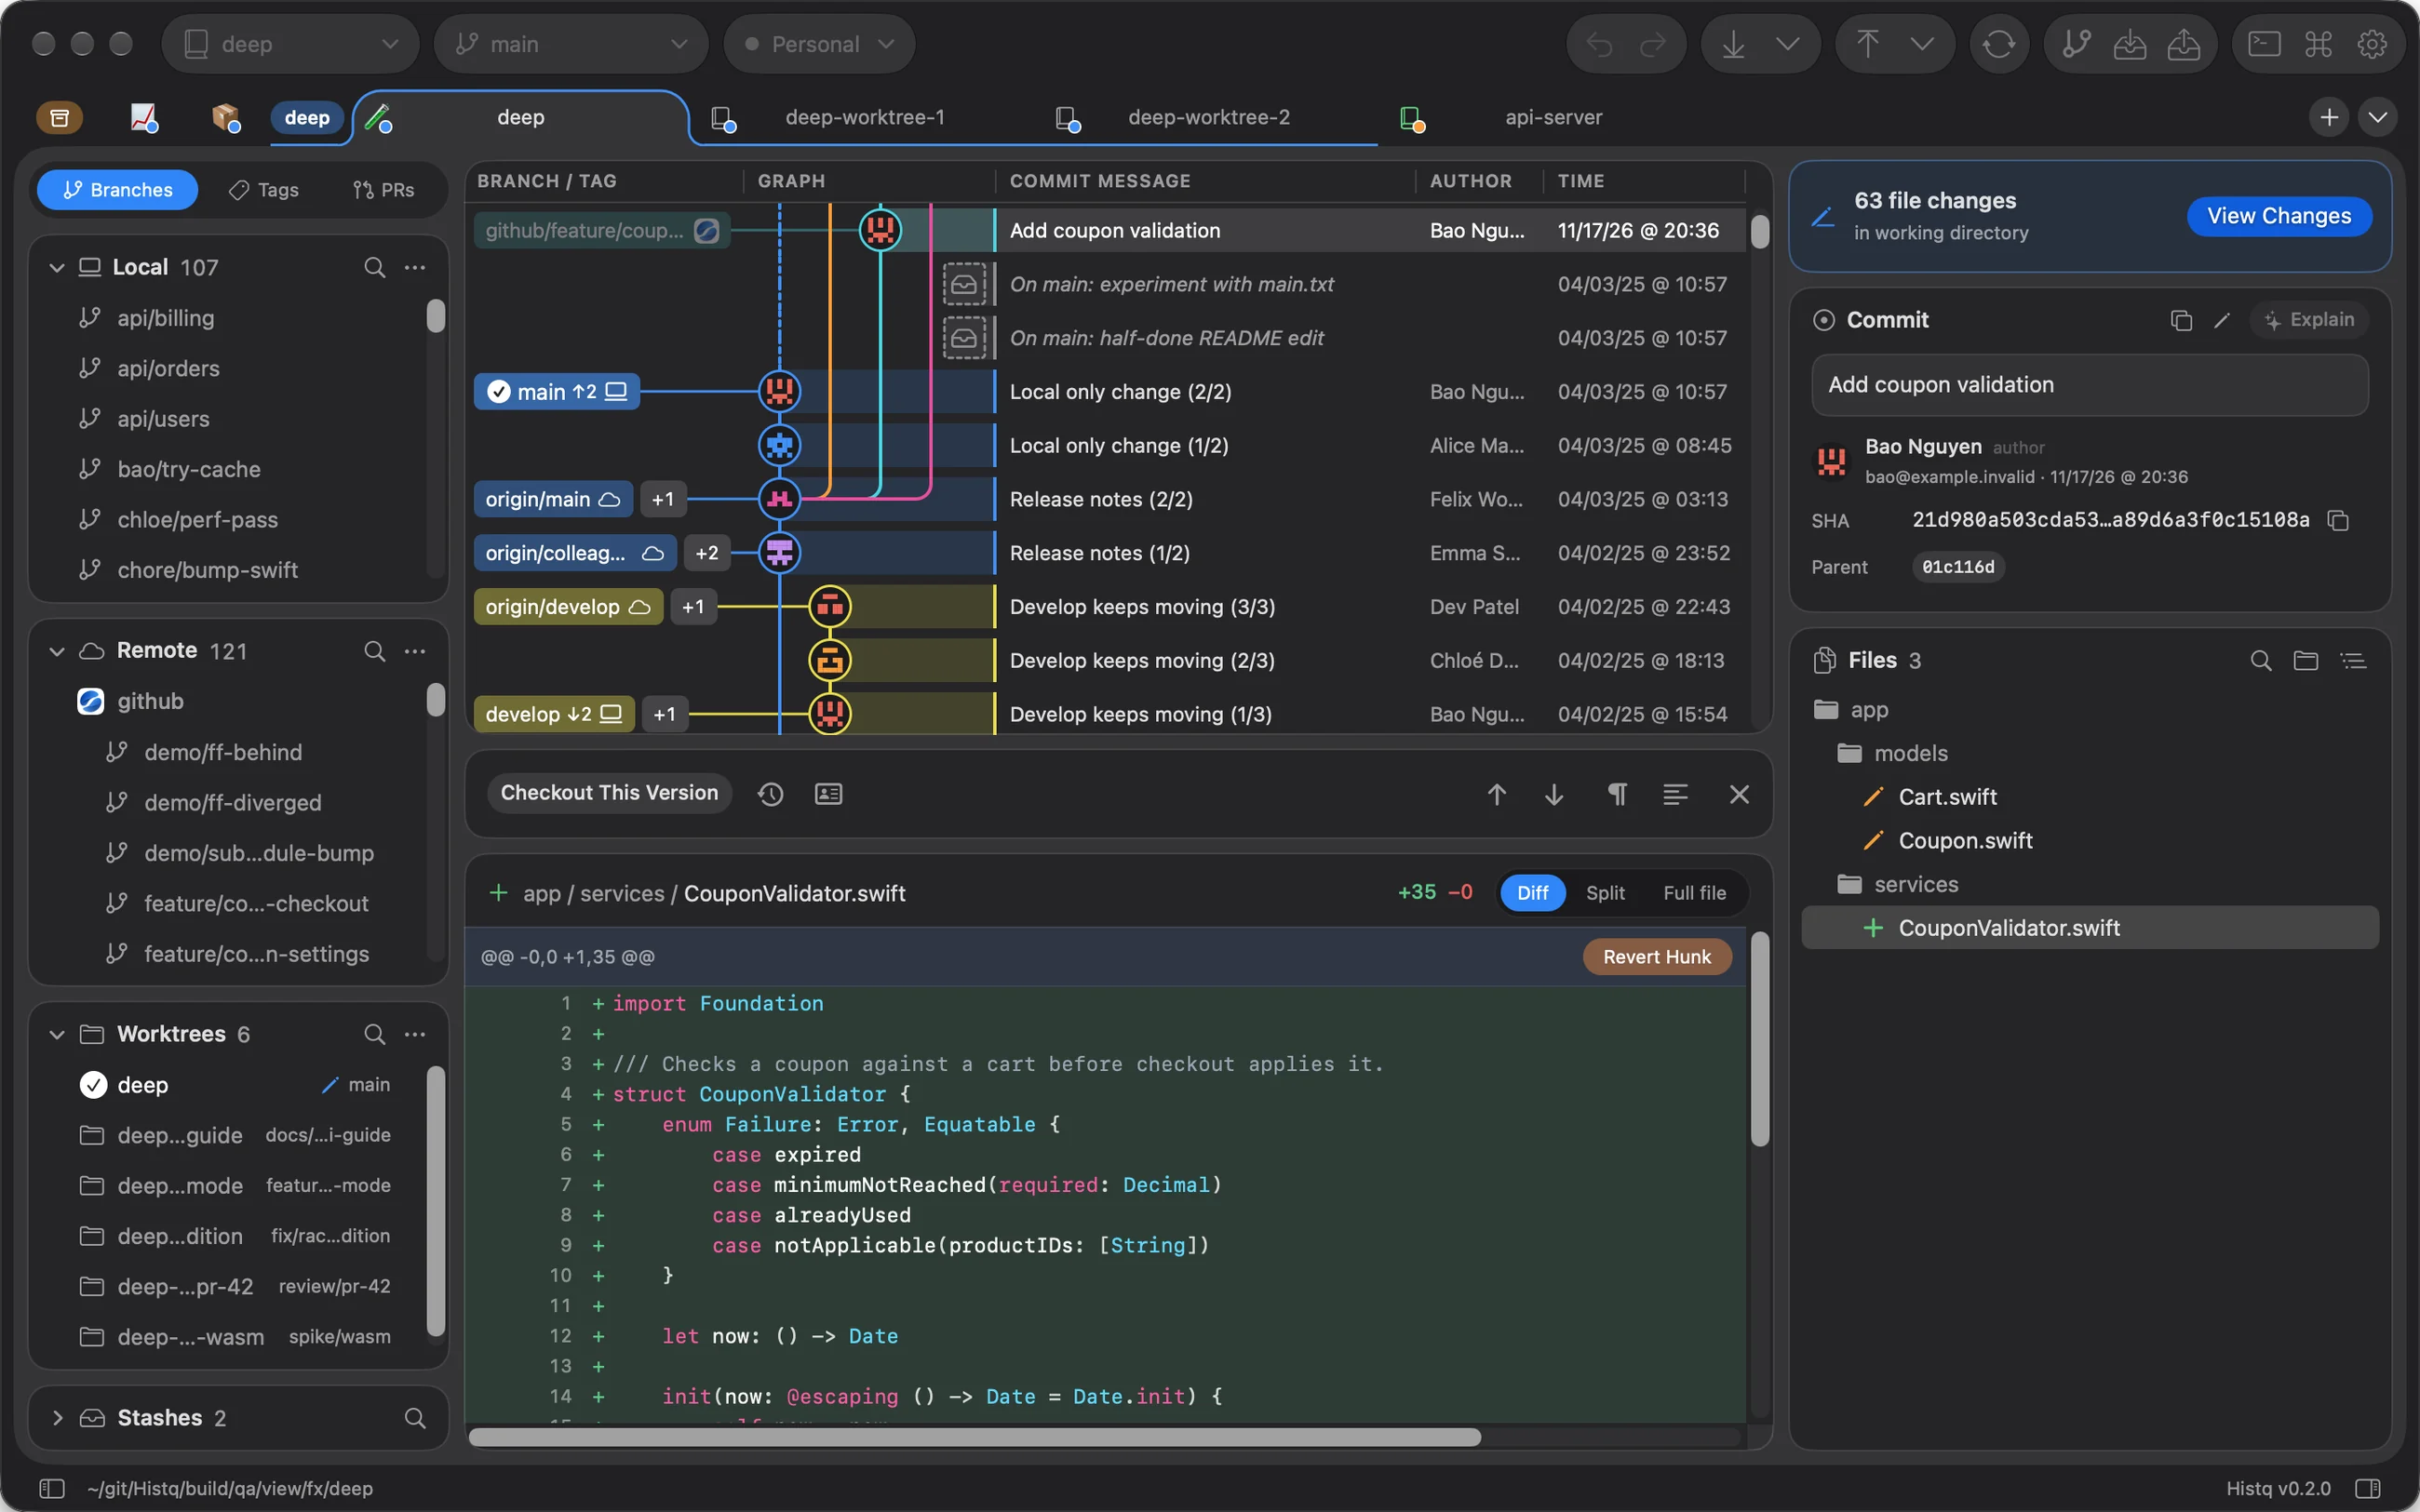 deep
main
Personal
deep
deep
deep-worktree-1
deep-worktree-2
api-server
Branches
Tags
PRs
Local 107
api/billing
api/orders
api/users
bao/try-cache
chloe/perf-pass
chore/bump-swift
Remote 121
github
demo/ff-behind
demo/ff-diverged
demo/sub...dule-bump
feature/co...-checkout
feature/co...n-settings
Worktrees 6
deep main
deep...guide docs/...i-guide
deep...mode featur...-mode
deep...dition fix/rac...dition
deep-...pr-42 review/pr-42
deep-...-wasm spike/wasm
Stashes 2
BRANCH / TAG GRAPH COMMIT MESSAGE AUTHOR TIME
github/feature/coup... Add coupon validation Bao Ngu... 11/17/26 @ 20:36
On main: experiment with main.txt 04/03/25 @ 10:57
On main: half-done README edit 04/03/25 @ 10:57
main ↑2 Local only change (2/2) Bao Ngu... 04/03/25 @ 10:57
Local only change (1/2) Alice Ma... 04/03/25 @ 08:45
origin/main +1 Release notes (2/2) Felix Wo... 04/03/25 @ 03:13
origin/colleag... +2 Release notes (1/2) Emma S... 04/02/25 @ 23:52
origin/develop +1 Develop keeps moving (3/3) Dev Patel 04/02/25 @ 22:43
Develop keeps moving (2/3) Chloé D... 04/02/25 @ 18:13
develop ↓2 +1 Develop keeps moving (1/3) Bao Ngu... 04/02/25 @ 15:54
Checkout This Version
+ app / services / CouponValidator.swift +35 −0 Diff Split Full file
@@ -0,0 +1,35 @@ Revert Hunk
1 + import Foundation
2 +
3 + /// Checks a coupon against a cart before checkout applies it.
4 + struct CouponValidator {
5 + enum Failure: Error, Equatable {
6 + case expired
7 + case minimumNotReached(required: Decimal)
8 + case alreadyUsed
9 + case notApplicable(productIDs: [String])
10 + }
11 +
12 + let now: () -> Date
13 +
14 + init(now: @escaping () -> Date = Date.init) {
63 file changes
in working directory
View Changes
Commit
Explain
Add coupon validation
Bao Nguyen author
bao@example.invalid · 11/17/26 @ 20:36
SHA 21d980a503cda53…a89d6a3f0c15108a
Parent 01c116d
Files 3
app
models
Cart.swift
Coupon.swift
services
CouponValidator.swift
~/git/Histq/build/qa/view/fx/deep
Histq v0.2.0